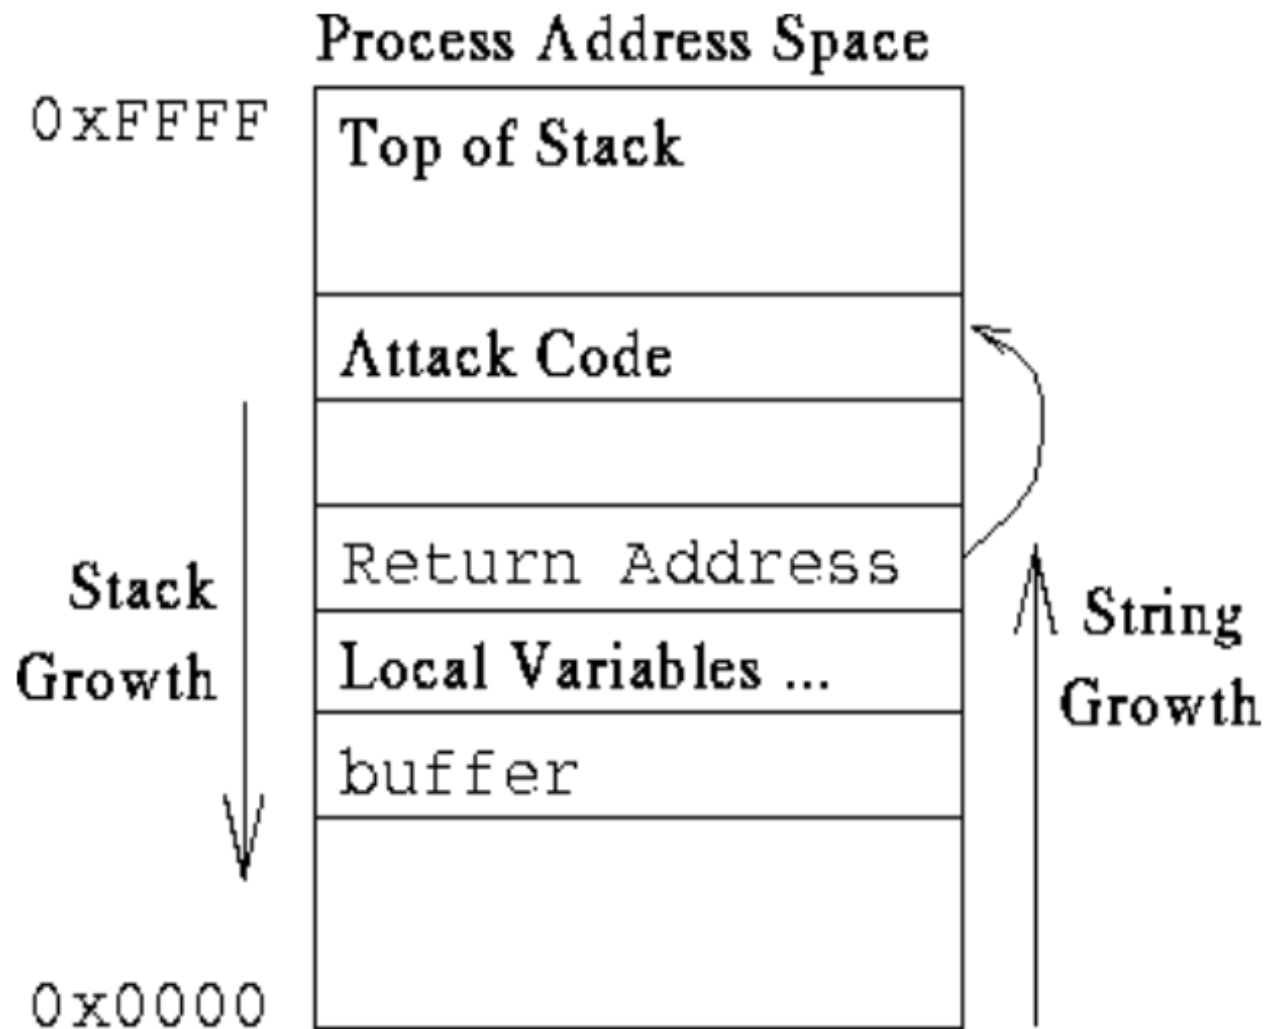 Process Address Space
0xFFFF
Top of Stack
Attack Code
Return Address
Stack
Growth
Local Variables ...
String
Growth
buffer
0x0000